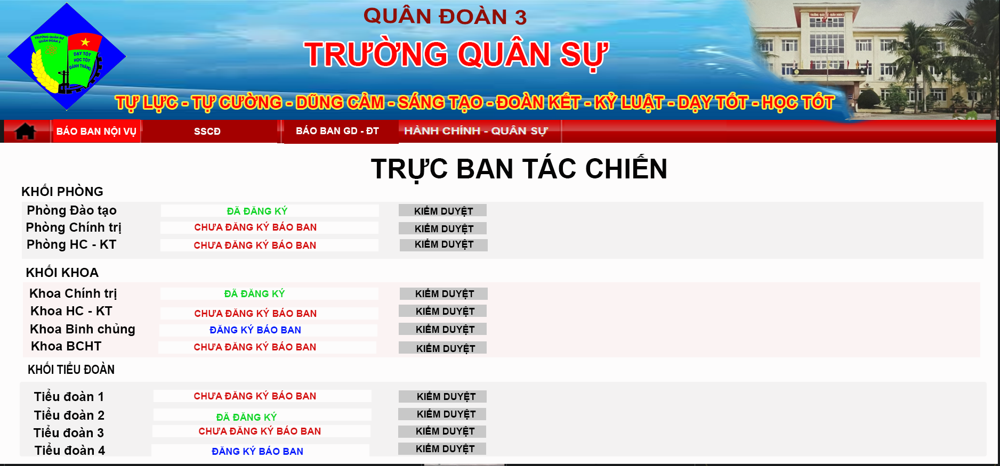 QUÂN ĐOÀN 3
TRƯỜNG QUÂN SỰ
TRƯỜNG QUÂN SỰ
QUÂN ĐOÀN 3
DẠY TỐT
HỌC TỐT
ĐÁNH THẮNG
TRƯỜNG QUÂN SỰ - QUÂN ĐOÀN 3
TỰ LỰC - TỰ CƯỜNG - DŨNG CẢM - SÁNG TẠO - ĐOÀN KẾT - KỶ LUẬT - DẠY TỐT - HỌC TỐT
BÁO BAN NỘI VỤ SSCĐ BÁO BAN GD - ĐT HÀNH CHÍNH - QUÂN SỰ
TRỰC BAN TÁC CHIẾN
KHỐI PHÒNG
Phòng Đào tạo ĐÃ ĐĂNG KÝ KIỂM DUYỆT
Phòng Chính trị CHƯA ĐĂNG KÝ BÁO BAN KIỂM DUYỆT
Phòng HC - KT CHƯA ĐĂNG KÝ BÁO BAN KIỂM DUYỆT
KHỐI KHOA
Khoa Chính trị ĐÃ ĐĂNG KÝ KIỂM DUYỆT
Khoa HC - KT CHƯA ĐĂNG KÝ BÁO BAN KIỂM DUYỆT
Khoa Binh chủng ĐĂNG KÝ BÁO BAN KIỂM DUYỆT
Khoa BCHT CHƯA ĐĂNG KÝ BÁO BAN KIỂM DUYỆT
KHỐI TIỂU ĐOÀN
Tiểu đoàn 1 CHƯA ĐĂNG KÝ BÁO BAN KIỂM DUYỆT
Tiểu đoàn 2 ĐÃ ĐĂNG KÝ KIỂM DUYỆT
Tiểu đoàn 3 CHƯA ĐĂNG KÝ BÁO BAN KIỂM DUYỆT
Tiểu đoàn 4 ĐĂNG KÝ BÁO BAN KIỂM DUYỆT